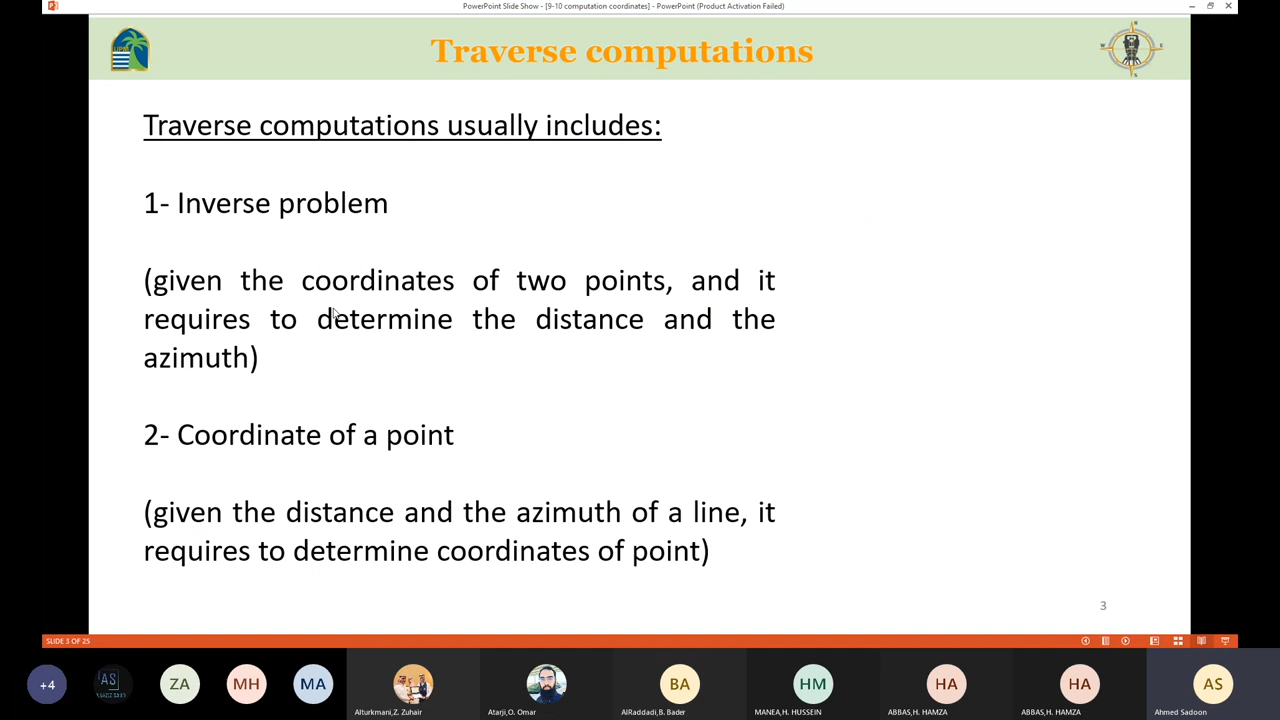 PowerPoint Slide Show - [9-10 computation coordinates] - PowerPoint (Product Activation Failed)
Traverse computations
Traverse computations usually includes:
1- Inverse problem
(given the coordinates of two points, and it
requires to determine the distance and the
azimuth)
2- Coordinate of a point
(given the distance and the azimuth of a line, it
requires to determine coordinates of point)
3
SLIDE 3 OF 25
+4
AS
ZA
MH
MA
BA
HM
HA
HA
AS
Alturkmani,Z. Zuhair
Atarji,O. Omar
AlRaddadi,B. Bader
MANEA,H. HUSSEIN
ABBAS,H. HAMZA
ABBAS,H. HAMZA
Ahmed Sadoon